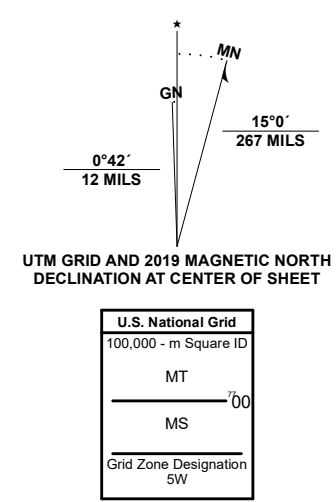 ★
MN
GN
15°0´
267 MILS
0°42´
12 MILS
UTM GRID AND 2019 MAGNETIC NORTH
DECLINATION AT CENTER OF SHEET
U.S. National Grid
100,000 - m Square ID
MT
7700
MS
Grid Zone Designation
5W